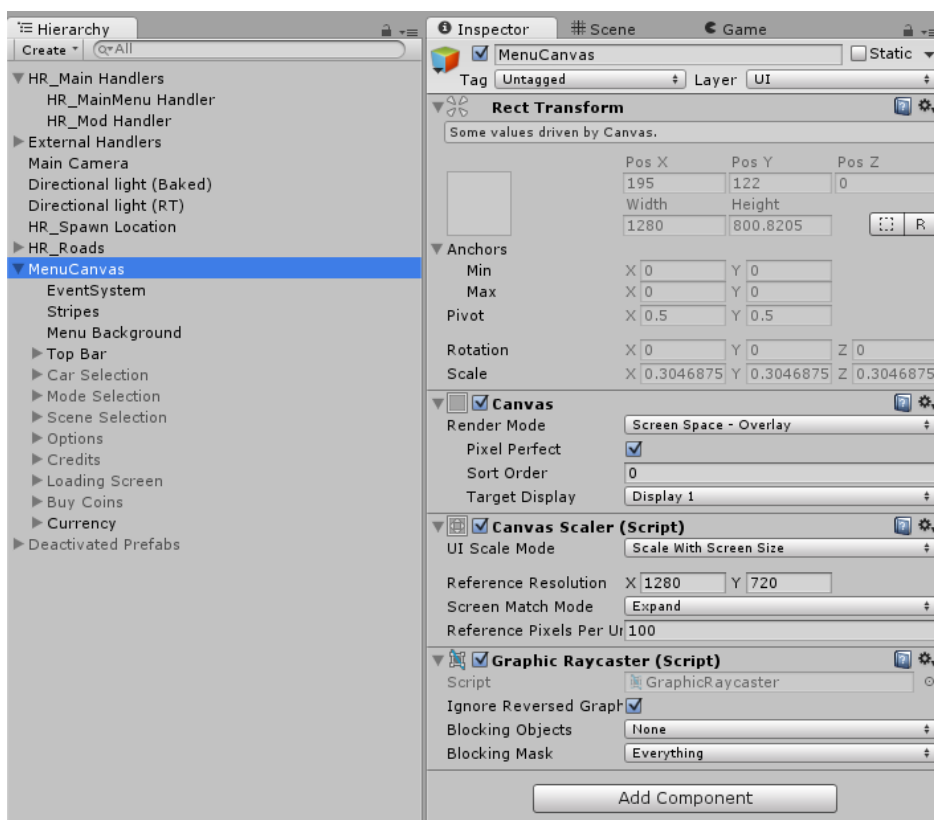 Hierarchy
Create
All
HR_Main Handlers
HR_MainMenu Handler
HR_Mod Handler
External Handlers
Main Camera
Directional light (Baked)
Directional light (RT)
HR_Spawn Location
HR_Roads
MenuCanvas
EventSystem
Stripes
Menu Background
Top Bar
Car Selection
Mode Selection
Scene Selection
Options
Credits
Loading Screen
Buy Coins
Currency
Deactivated Prefabs
Inspector Scene Game
MenuCanvas Static
Tag Untagged Layer UI
Rect Transform
Some values driven by Canvas.
Pos X Pos Y Pos Z
195 122 0
Width Height
1280 800.8205 R
Anchors
Min X 0 Y 0
Max X 0 Y 0
Pivot X 0.5 Y 0.5
Rotation X 0 Y 0 Z 0
Scale X 0.3046875 Y 0.3046875 Z 0.3046875
Canvas
Render Mode Screen Space - Overlay
Pixel Perfect
Sort Order 0
Target Display Display 1
Canvas Scaler (Script)
UI Scale Mode Scale With Screen Size
Reference Resolution X 1280 Y 720
Screen Match Mode Expand
Reference Pixels Per Ur 100
Graphic Raycaster (Script)
Script GraphicRaycaster
Ignore Reversed Graph
Blocking Objects None
Blocking Mask Everything
Add Component